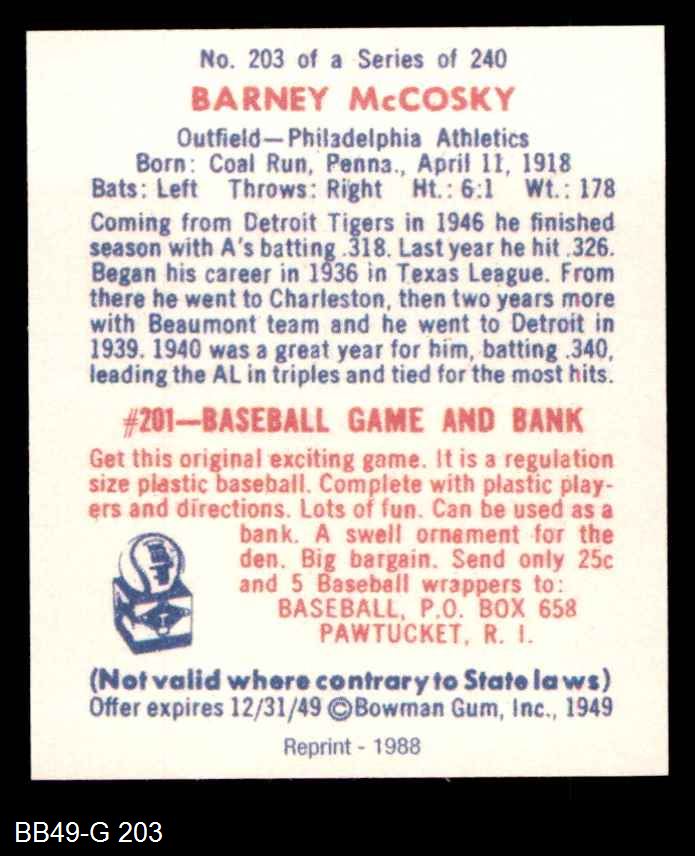 No. 203 of a Series of 240
BARNEY McCOSKY
Outfield—Philadelphia Athletics
Born: Coal Run, Penna., April 11, 1918
Bats: Left Throws: Right Ht.: 6:1 Wt.: 178
Coming from Detroit Tigers in 1946 he finished
season with A's batting .318. Last year he hit .326.
Began his career in 1936 in Texas League. From
there he went to Charleston, then two years more
with Beaumont team and he went to Detroit in
1939. 1940 was a great year for him, batting .340,
leading the AL in triples and tied for the most hits.
#201—BASEBALL GAME AND BANK
Get this original exciting game. It is a regulation
size plastic baseball. Complete with plastic play-
ers and directions. Lots of fun. Can be used as a
bank. A swell ornament for the
den. Big bargain. Send only 25c
and 5 Baseball wrappers to:
BASEBALL, P.O. BOX 658
PAWTUCKET, R. I.
(Not valid where contrary to State laws)
Offer expires 12/31/49 ©Bowman Gum, Inc., 1949
Reprint - 1988
BB49-G 203